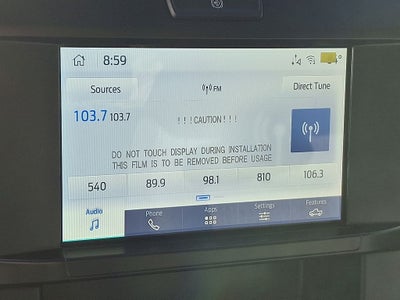 8:59
Sources
FM
Direct Tune
103.7 103.7
! ! ! CAUTION ! ! !
DO NOT TOUCH DISPLAY DURING INSTALLATION
THIS FILM IS TO BE REMOVED BEFORE USAGE
540 89.9 98.1 810 106.3
Audio Phone Apps Settings Features